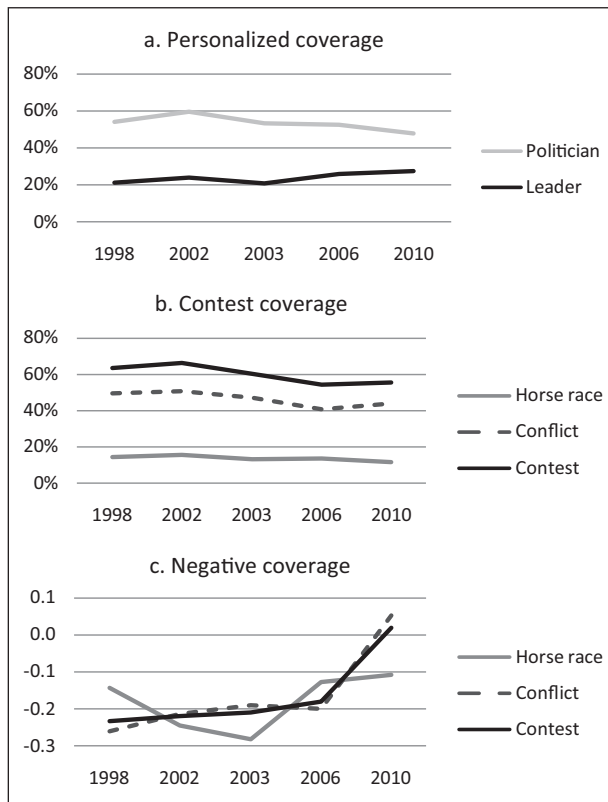 a. Personalized coverage
80%
60%
40%
20%
0%
1998 2002 2003 2006 2010
Politician
Leader
b. Contest coverage
80%
60%
40%
20%
0%
1998 2002 2003 2006 2010
Horse race
Conflict
Contest
c. Negative coverage
0.1
0.0
-0.1
-0.2
-0.3
1998 2002 2003 2006 2010
Horse race
Conflict
Contest